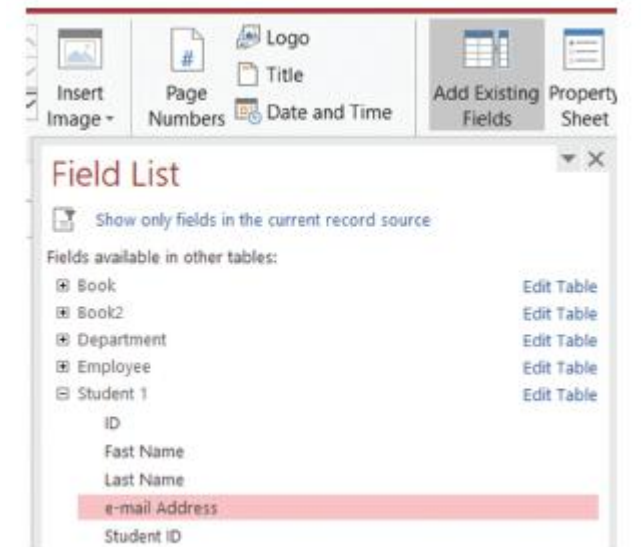 Insert Image
#
Page Numbers
Logo
Title
Date and Time
Add Existing Fields
Property Sheet
Field List
Show only fields in the current record source
Fields available in other tables:
Book Edit Table
Book2 Edit Table
Department Edit Table
Employee Edit Table
Student 1 Edit Table
ID
Fast Name
Last Name
e-mail Address
Student ID